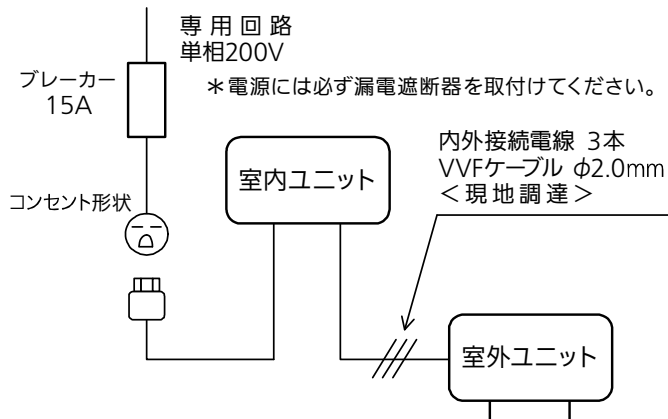 専用回路
単相200V
ブレーカー
15A
＊電源には必ず漏電遮断器を取付けてください。
内外接続電線 3本
VVFケーブル φ2.0mm
＜現地調達＞
室内ユニット
コンセント形状
室外ユニット